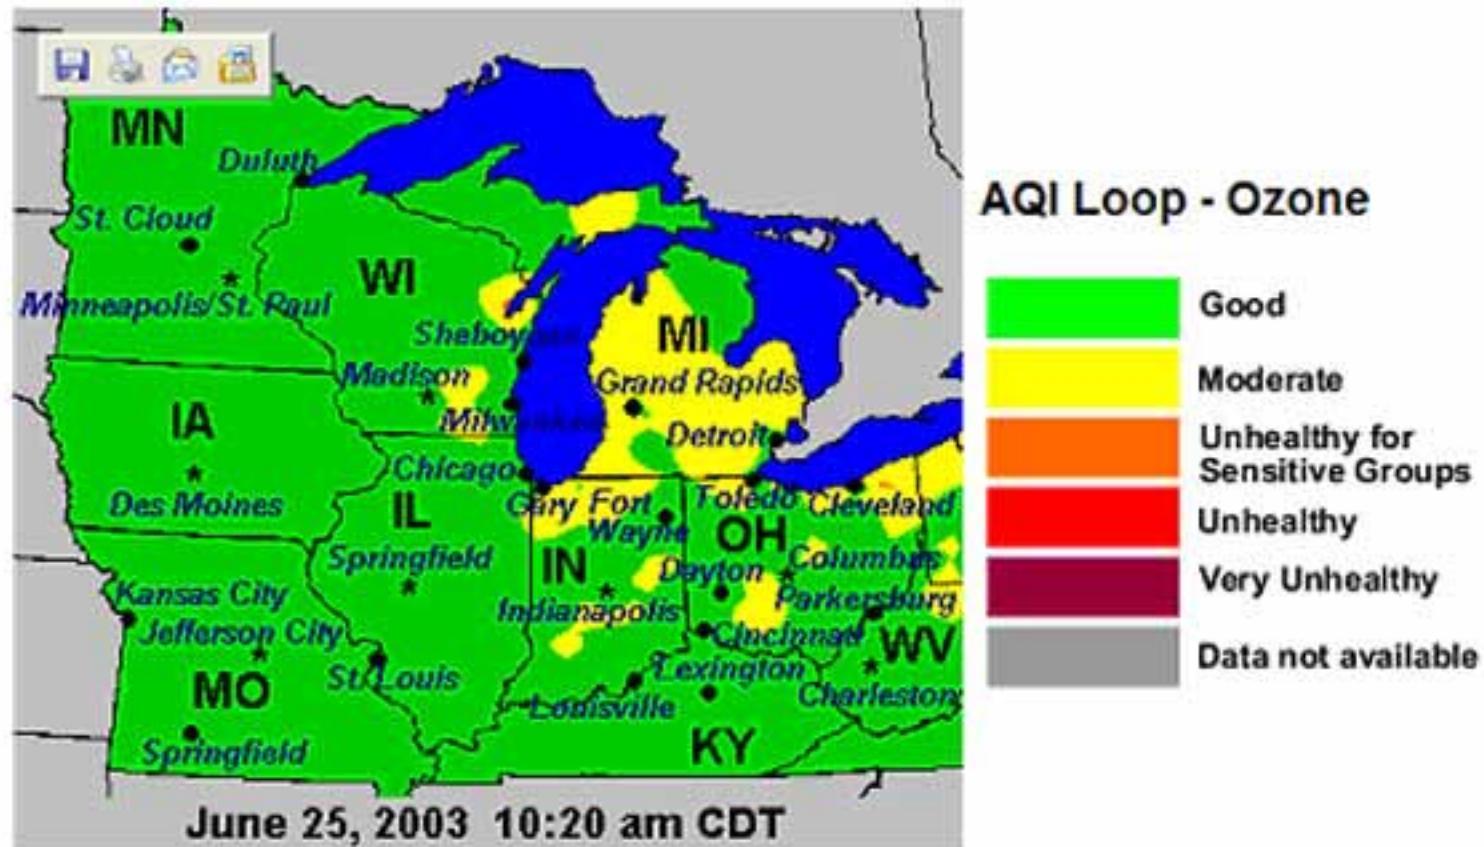 MN
Duluth
St. Cloud
WI
Minneapolis/St. Paul
MI
Madison
Grand Rapids
IA
Detroit
Chicago
Des Moines
Gary
Fort
Wayne
Toledo
Cleveland
IL
OH
Springfield
IN
Dayton
Columbus
Kansas City
Indianapolis
Parkersburg
Jefferson City
Cincinnati
WV
St. Louis
Lexington
MO
Charleston
Louisville
Springfield
KY
June 25, 2003 10:20 am CDT
AQI Loop - Ozone
Good
Moderate
Unhealthy for
Sensitive Groups
Unhealthy
Very Unhealthy
Data not available